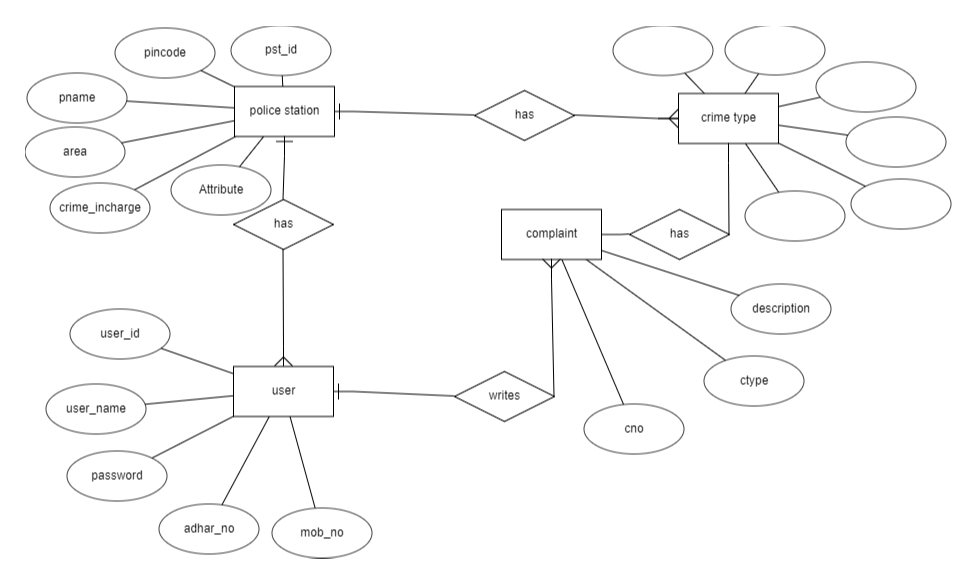 pst_id
pincode
pname
police station
has
crime type
area
Attribute
crime_incharge
has
complaint
has
description
user_id
ctype
user
writes
user_name
cno
password
adhar_no
mob_no